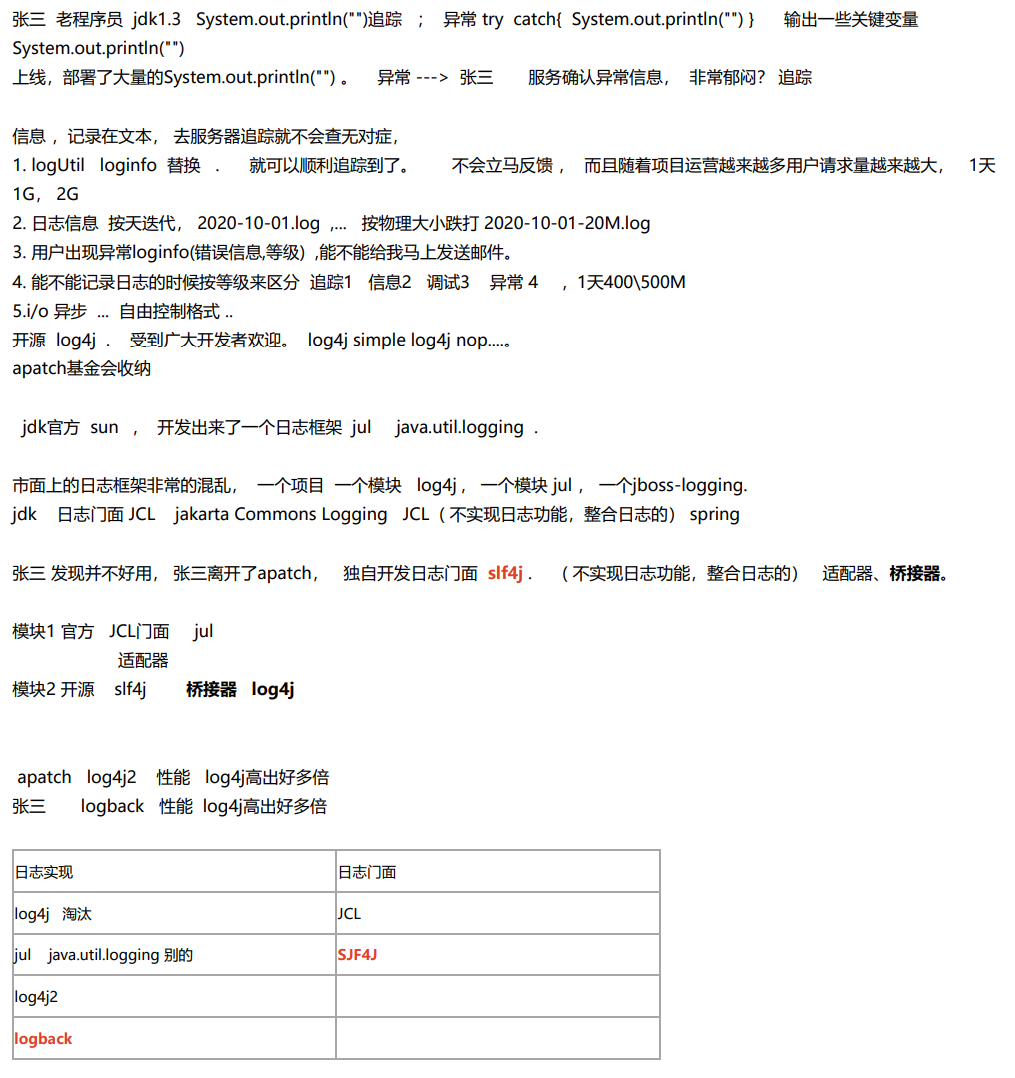 张三 老程序员 jdk1.3 System.out.println("")追踪 ； 异常 try catch{ System.out.println("") } 输出一些关键变量
System.out.println("")
上线，部署了大量的System.out.println("") 。 异常 ---> 张三 服务确认异常信息， 非常郁闷？ 追踪
信息 ，记录在文本， 去服务器追踪就不会查无对症，
1. logUtil loginfo 替换 . 就可以顺利追踪到了。 不会立马反馈 ， 而且随着项目运营越来越多用户请求量越来越大， 1天
1G， 2G
2. 日志信息 按天迭代， 2020-10-01.log ,... 按物理大小跌打 2020-10-01-20M.log
3. 用户出现异常loginfo(错误信息,等级) ,能不能给我马上发送邮件。
4. 能不能记录日志的时候按等级来区分 追踪1 信息2 调试3 异常 4 ，1天400\500M
5.i/o 异步 ... 自由控制格式 ..
开源 log4j . 受到广大开发者欢迎。 log4j simple log4j nop....。
apatch基金会收纳
jdk官方 sun ， 开发出来了一个日志框架 jul java.util.logging .
市面上的日志框架非常的混乱， 一个项目 一个模块 log4j ，一个模块 jul ， 一个jboss-logging.
jdk 日志门面 JCL jakarta Commons Logging JCL（ 不实现日志功能，整合日志的） spring
张三 发现并不好用， 张三离开了apatch， 独自开发日志门面 slf4j . （ 不实现日志功能，整合日志的） 适配器、桥接器。
模块1 官方 JCL门面 jul
适配器
模块2 开源 slf4j 桥接器 log4j
apatch log4j2 性能 log4j高出好多倍
张三 logback 性能 log4j高出好多倍
日志实现 日志门面
log4j 淘汰 JCL
jul java.util.logging 别的 SJF4J
log4j2
logback